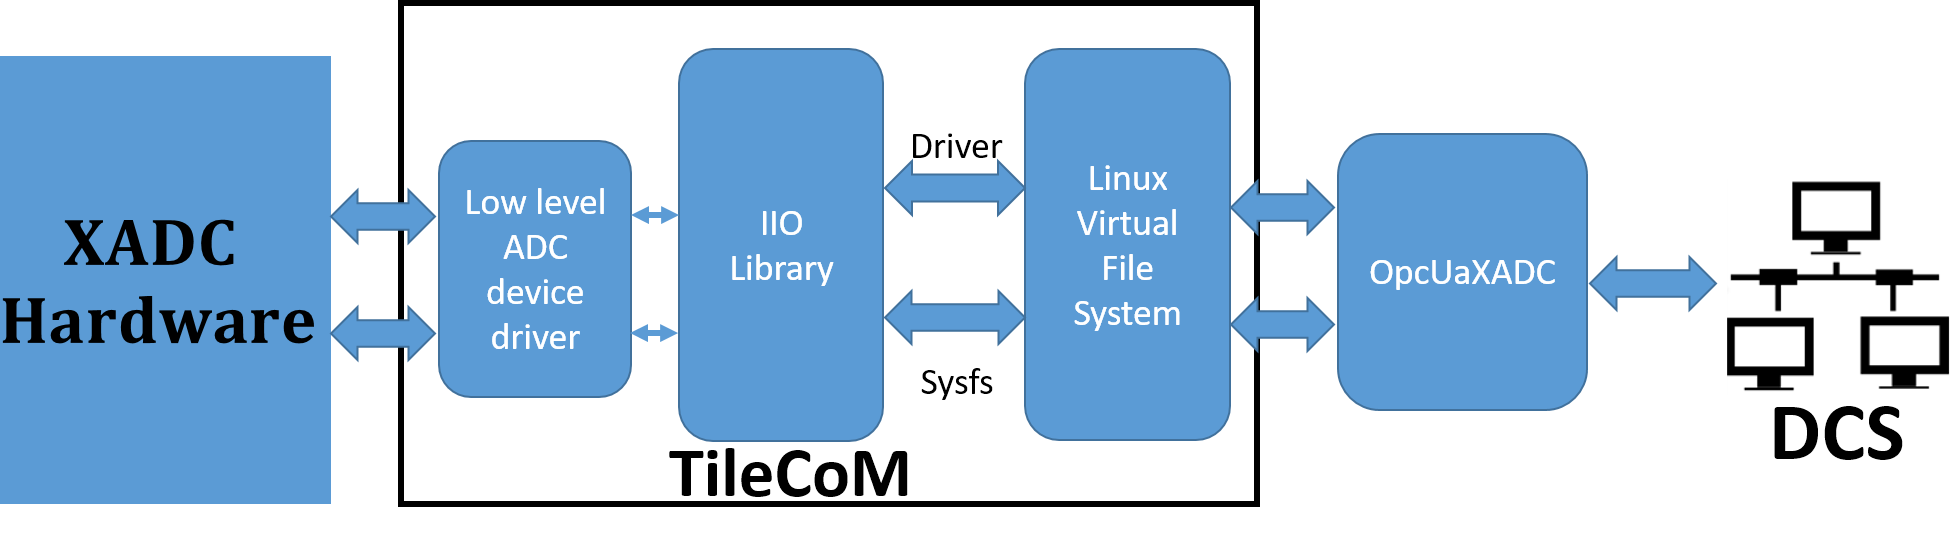 XADC
Hardware
Low level
ADC
device
driver
IIO
Library
Driver
Sysfs
Linux
Virtual
File
System
TileCoM
OpcUaXADC
DCS